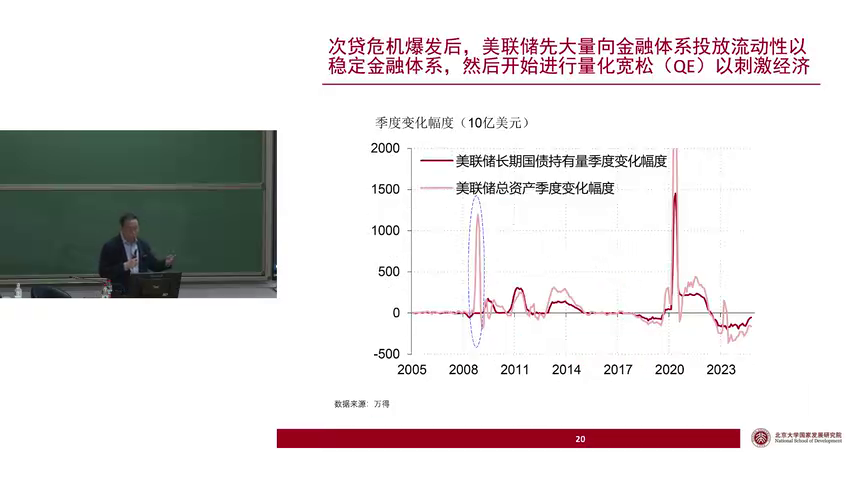 次贷危机爆发后，美联储先大量向金融体系投放流动性以
稳定金融体系，然后开始进行量化宽松（QE）以刺激经济
季度变化幅度（10亿美元）
2000
1500
1000
500
0
-500
美联储长期国债持有量季度变化幅度
美联储总资产季度变化幅度
2005 2008 2011 2014 2017 2020 2023
数据来源：万得
20
北京大学国家发展研究院
National School of Development